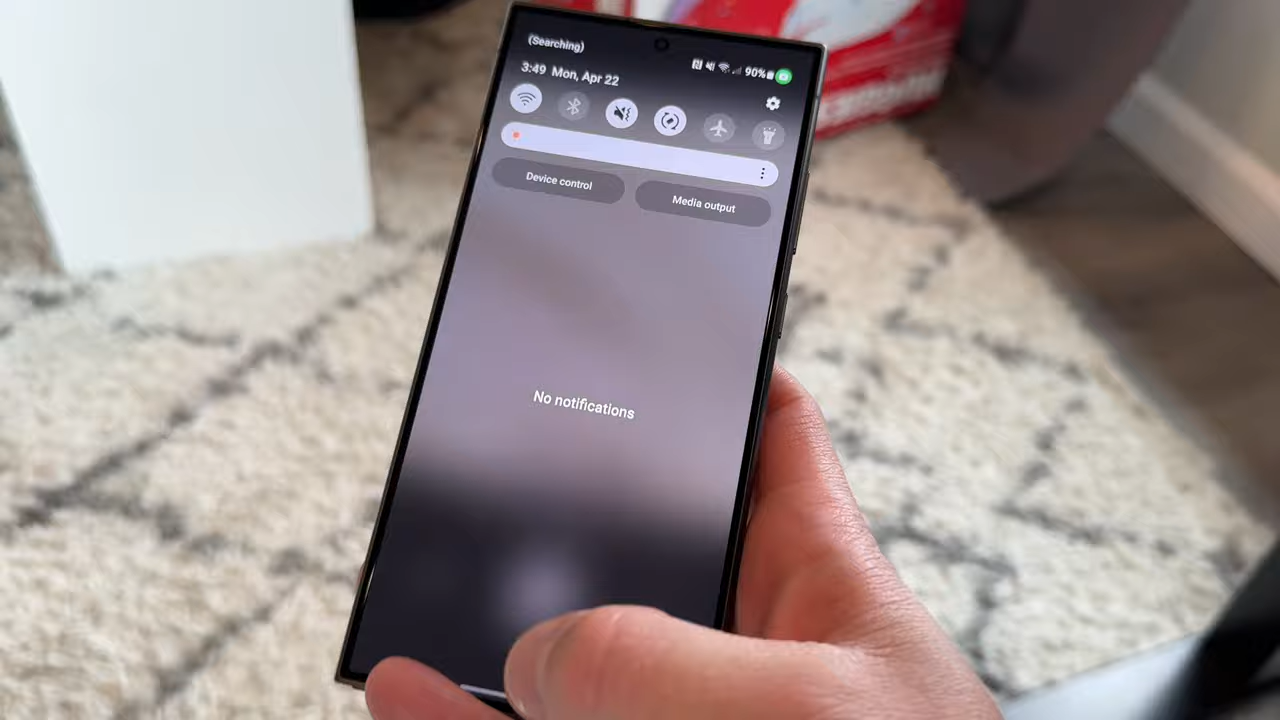 (Searching)
90%
3:49 Mon, Apr 22
Device control
Media output
No notifications